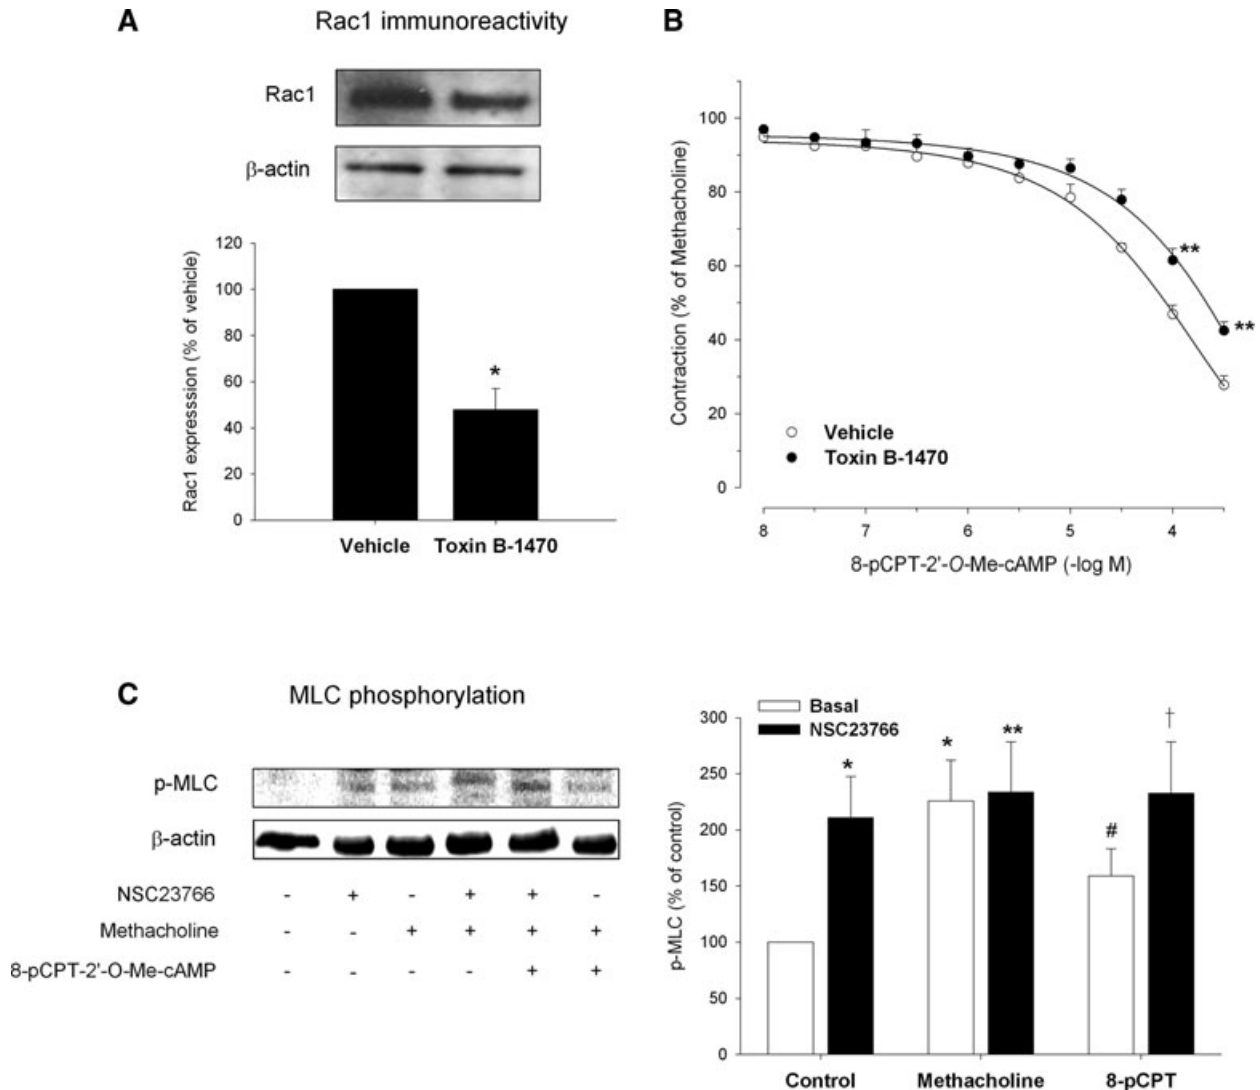 A
Rac1 immunoreactivity
Rac1
β-actin
Rac1 expresssion (% of vehicle)
120
100
80
60
40
20
0
*
Vehicle Toxin B-1470
B
Contraction (% of Methacholine)
100
80
60
40
20
0
**
**
Vehicle
Toxin B-1470
8 7 6 5 4
8-pCPT-2'-O-Me-cAMP (-log M)
C
MLC phosphorylation
p-MLC
β-actin
NSC23766 - + - + + -
Methacholine - - + + + +
8-pCPT-2'-O-Me-cAMP - - - - + +
Basal
NSC23766
p-MLC (% of control)
300
250
200
150
100
50
0
* * ** # †
Control Methacholine 8-pCPT